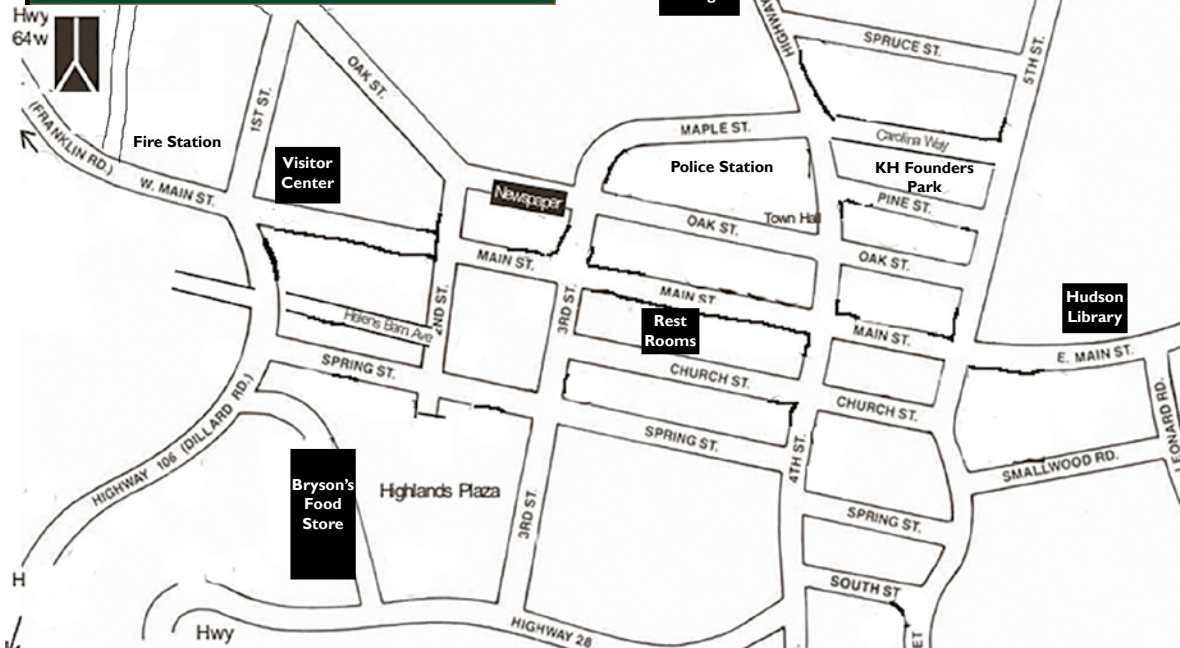 Hwy
64w
HIGHWAY
SPRUCE ST.
5TH ST.
OAK ST.
1ST ST.
(FRANKLIN RD.)
Fire Station
MAPLE ST.
Carolina Way
Visitor
Center
Police Station
KH Founders
Park
W. MAIN ST.
Newspaper
PINE ST.
OAK ST.
Town Hall
OAK ST.
MAIN ST.
2ND ST.
3RD ST.
MAIN ST.
Hudson
Library
Helen's Barn Ave
Rest
Rooms
MAIN ST.
E. MAIN ST.
SPRING ST.
CHURCH ST.
CHURCH ST.
LEONARD RD.
HIGHWAY 106 (DILLARD RD.)
SPRING ST.
4TH ST.
SMALLWOOD RD.
Bryson's
Food
Store
Highlands Plaza
3RD ST.
SPRING ST.
H
SOUTH ST
Hwy
HIGHWAY 28